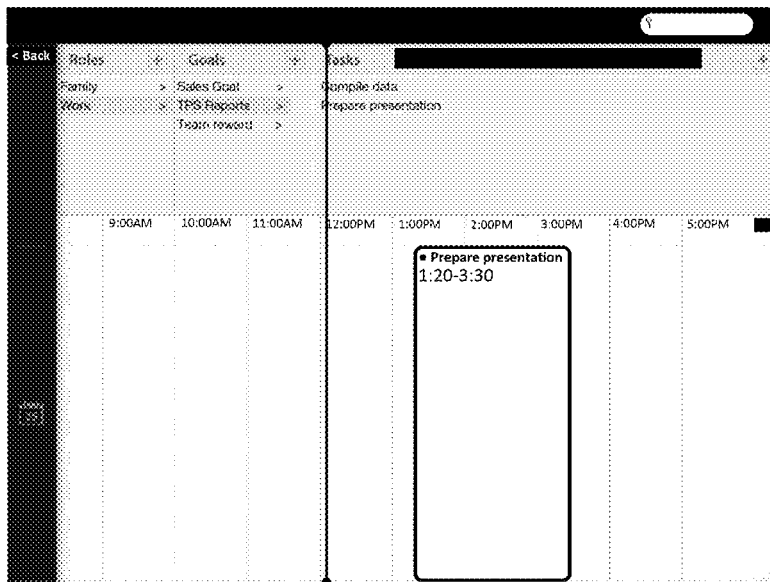 < Back Roles + Goals + Tasks +
Family > Sales Goal > Compile data
Work > TPS Reports > Prepare presentation
Team reward >
9:00AM 10:00AM 11:00AM 12:00PM 1:00PM 2:00PM 3:00PM 4:00PM 5:00PM
• Prepare presentation
1:20-3:30